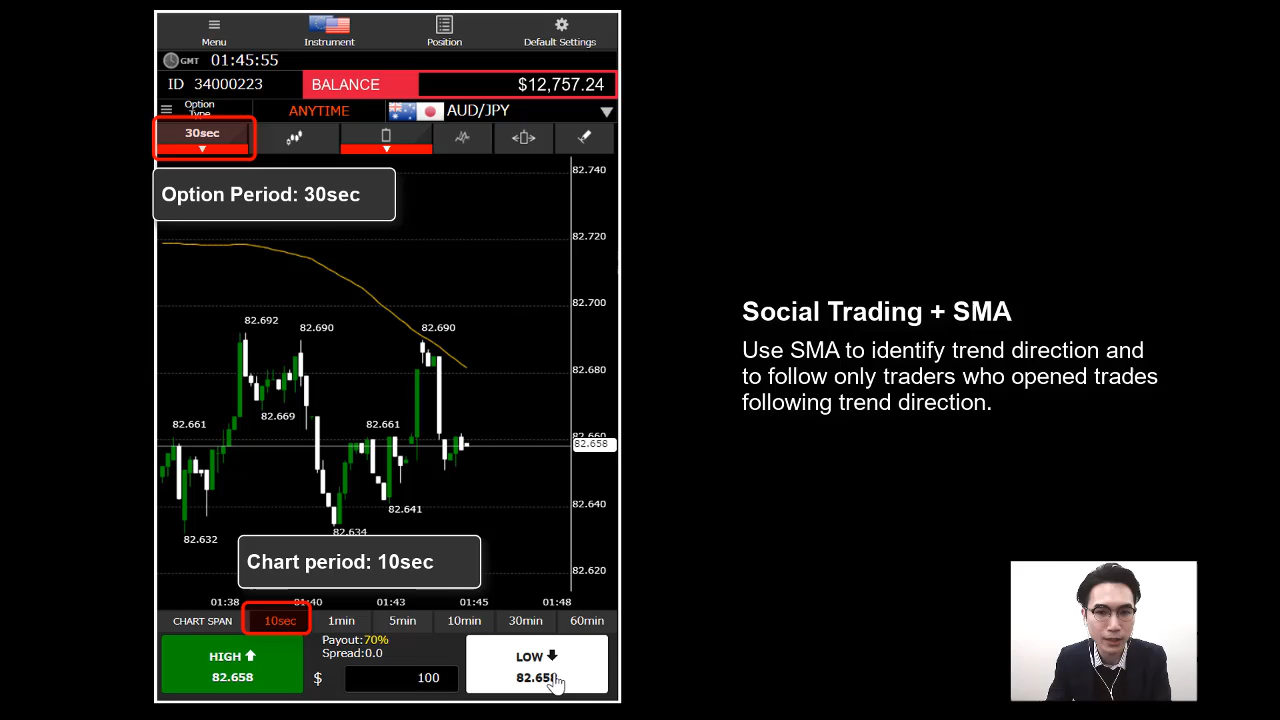 Menu
Instrument
Position
Default Settings
GMT 01:45:55
ID 34000223
BALANCE
$12,757.24
Option
Type
ANYTIME
AUD/JPY
30sec
Option Period: 30sec
82.740
82.720
82.700
82.680
82.660
82.658
82.640
82.620
82.692
82.690
82.690
82.669
82.661
82.661
82.641
82.634
82.632
Chart period: 10sec
01:38
01:40
01:43
01:45
01:48
CHART SPAN
10sec
1min
5min
10min
30min
60min
HIGH
82.658
Payout:70%
Spread:0.0
$
100
LOW
82.658
Social Trading + SMA
Use SMA to identify trend direction and
to follow only traders who opened trades
following trend direction.